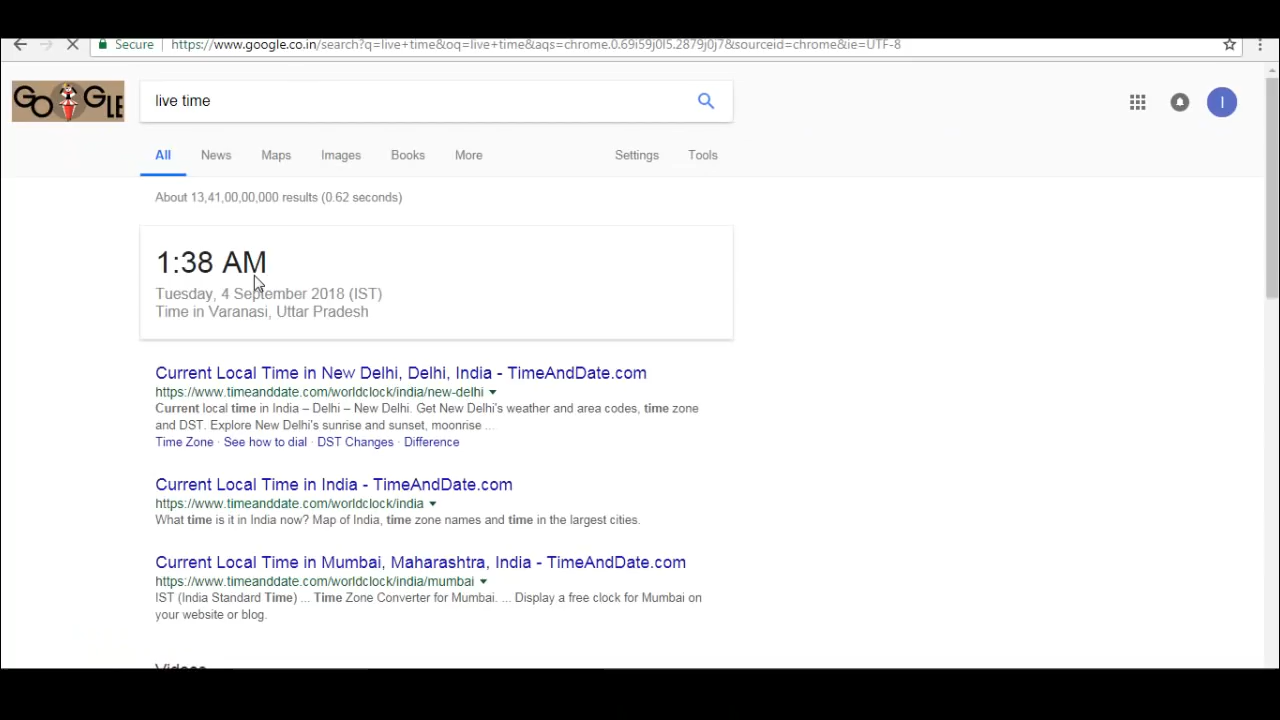 Secure https://www.google.co.in/search?q=live+time&oq=live+time&aqs=chrome.0.69i59j0l5.2879j0j7&sourceid=chrome&ie=UTF-8
GOOGLE
live time
I
All News Maps Images Books More Settings Tools
About 13,41,00,00,000 results (0.62 seconds)
1:38 AM
Tuesday, 4 September 2018 (IST)
Time in Varanasi, Uttar Pradesh
Current Local Time in New Delhi, Delhi, India - TimeAndDate.com
https://www.timeanddate.com/worldclock/india/new-delhi
Current local time in India – Delhi – New Delhi. Get New Delhi's weather and area codes, time zone
and DST. Explore New Delhi's sunrise and sunset, moonrise ...
Time Zone · See how to dial · DST Changes · Difference
Current Local Time in India - TimeAndDate.com
https://www.timeanddate.com/worldclock/india
What time is it in India now? Map of India, time zone names and time in the largest cities.
Current Local Time in Mumbai, Maharashtra, India - TimeAndDate.com
https://www.timeanddate.com/worldclock/india/mumbai
IST (India Standard Time) ... Time Zone Converter for Mumbai. ... Display a free clock for Mumbai on
your website or blog.
Videos